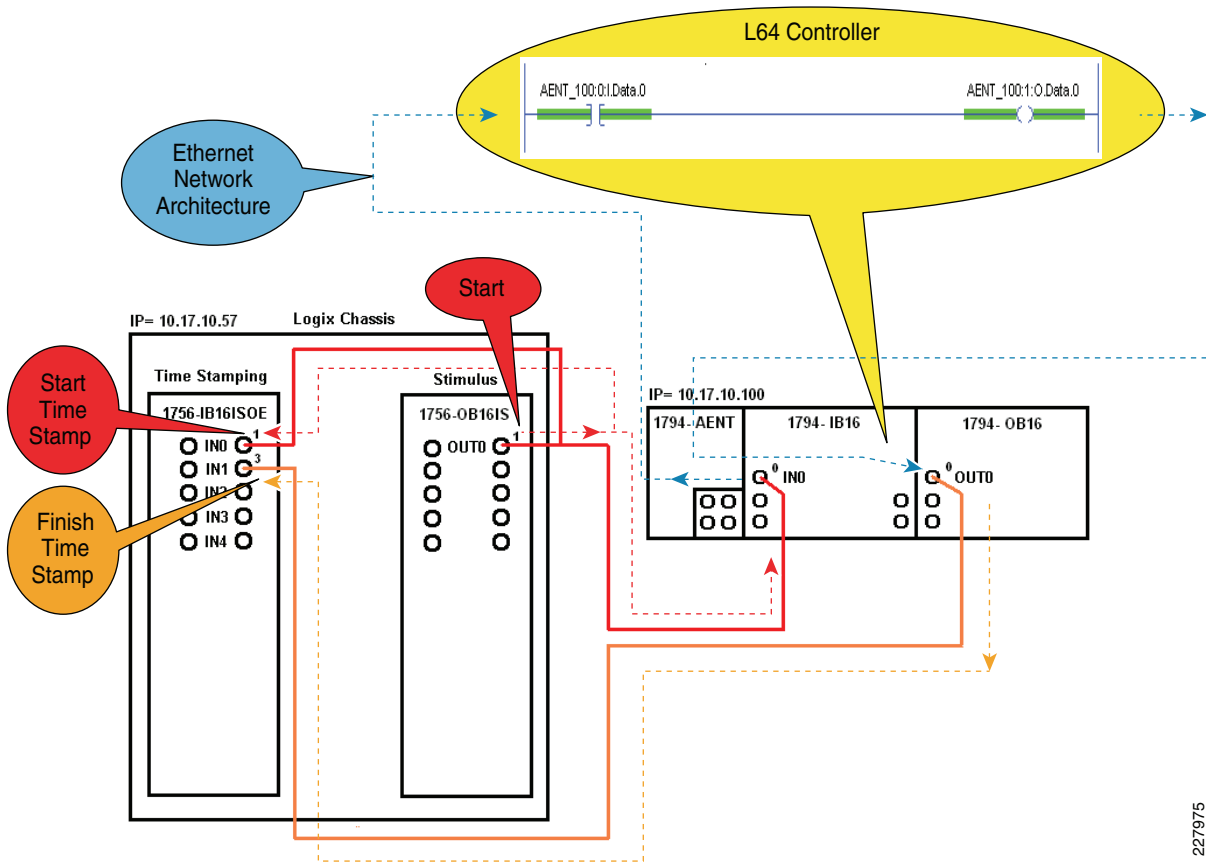 L64 Controller
AENT_100:0:I.Data.0
AENT_100:1:O.Data.0
Ethernet
Network
Architecture
Start
IP= 10.17.10.57
Logix Chassis
Start
Time
Stamp
Time Stamping
Stimulus
IP= 10.17.10.100
1756-IB16ISOE
1756-OB16IS
1794- AENT
1794- IB16
1794- OB16
IN0
1
OUT0
1
IN1
3
0
IN0
0
OUT0
IN2
IN3
IN4
Finish
Time
Stamp
227975